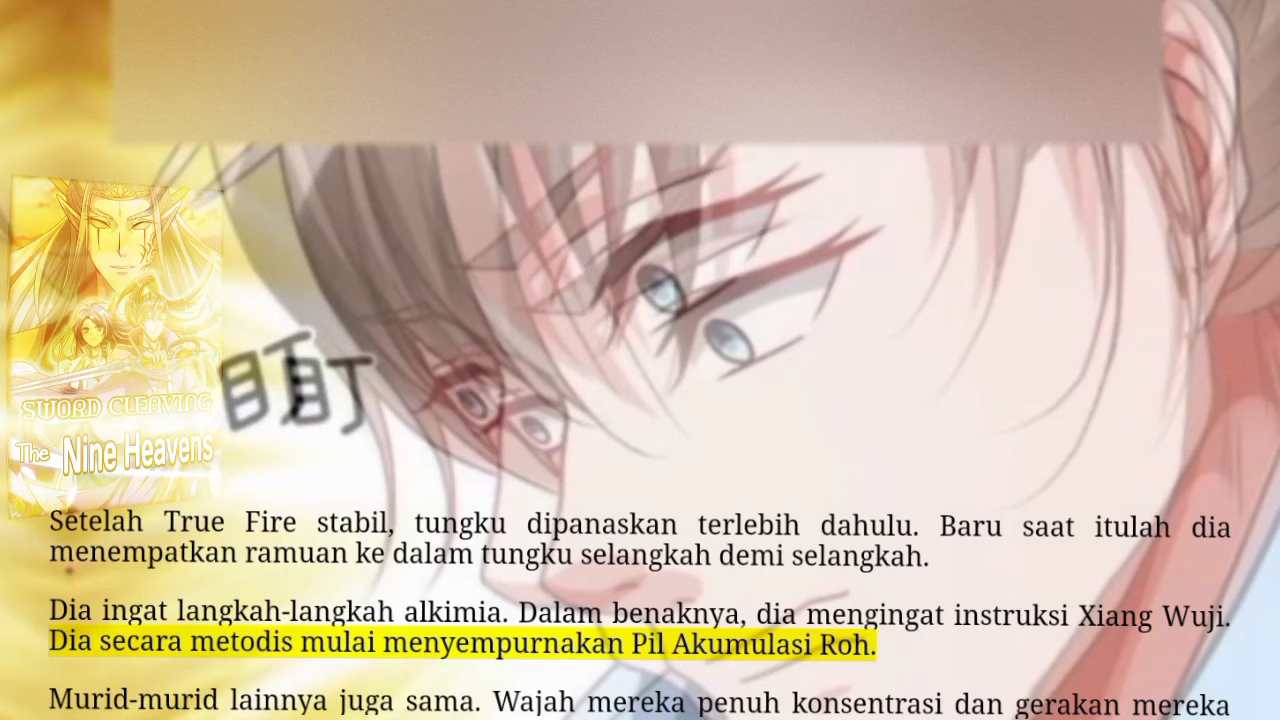 SWORD CLEAVING
The Nine Heavens
盯
Setelah True Fire stabil, tungku dipanaskan terlebih dahulu. Baru saat itulah dia
menempatkan ramuan ke dalam tungku selangkah demi selangkah.
Dia ingat langkah-langkah alkimia. Dalam benaknya, dia mengingat instruksi Xiang Wuji.
Dia secara metodis mulai menyempurnakan Pil Akumulasi Roh.
Murid-murid lainnya juga sama. Wajah mereka penuh konsentrasi dan gerakan mereka